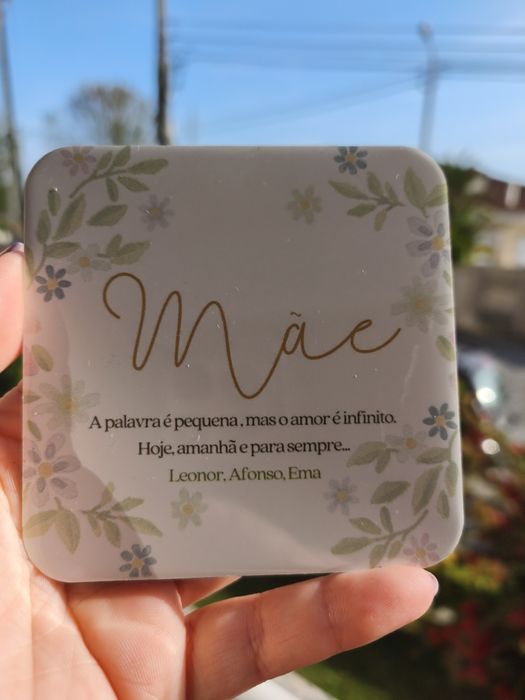 Mãe
A palavra é pequena , mas o amor é infinito.
Hoje, amanhã e para sempre...
Leonor, Afonso, Ema